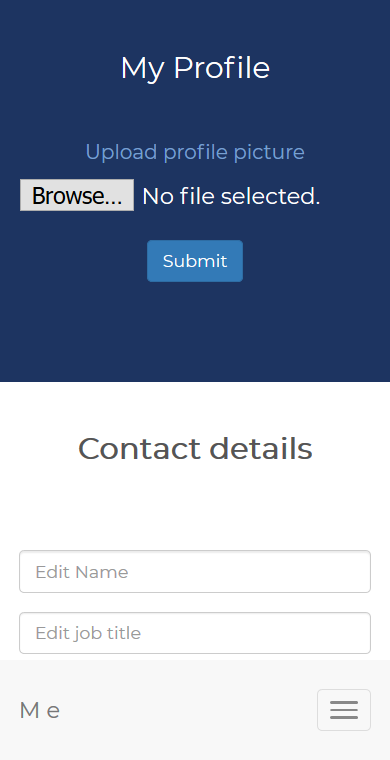 My Profile
Upload profile picture
Browse... No file selected.
Submit
Contact details
Edit Name
Edit job title
M e